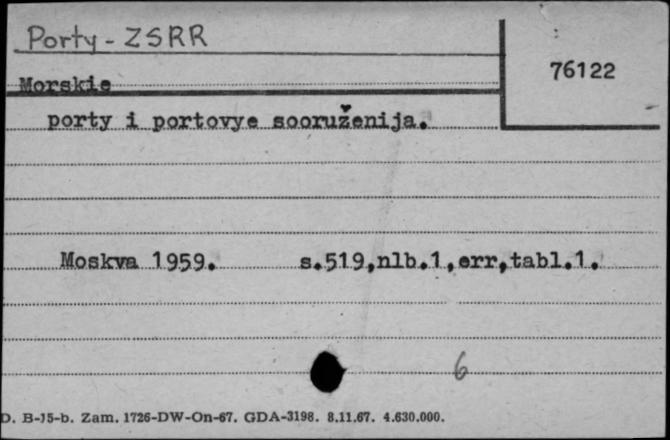 Porty - ZSRR
76122
Morskie
porty i portovye sooruženija.
Moskva 1959. s.519,nlb.1,err,tabl.1.
6
D. B-15-b. Zam. 1726-DW-On-67. GDA-3198. 8.11.67. 4.630.000.